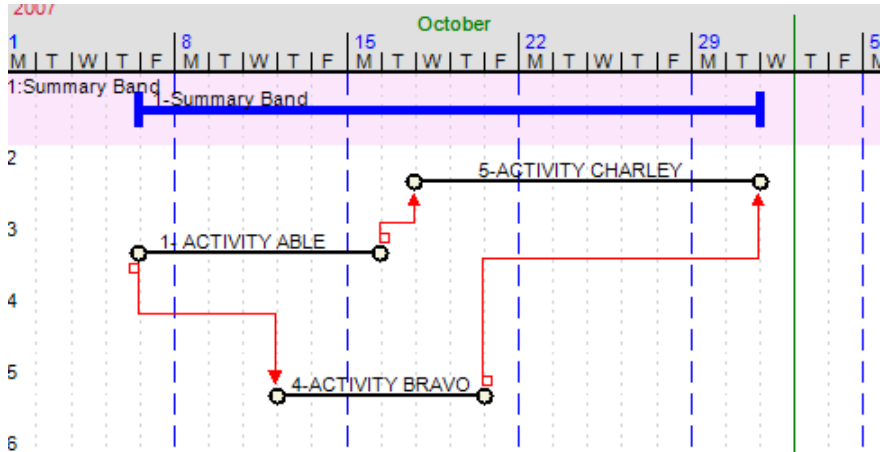 2007
October
1 8 15 22 29 5
M T W T F M T W T F M T W T F M T W T F M T W T F M
1:Summary Band
1-Summary Band
2
5-ACTIVITY CHARLEY
3
1- ACTIVITY ABLE
4
5
4-ACTIVITY BRAVO
6